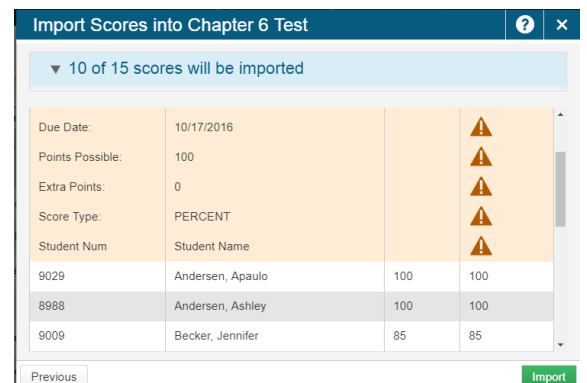 Import Scores into Chapter 6 Test ? ×
▼ 10 of 15 scores will be imported
Due Date: 10/17/2016
Points Possible: 100
Extra Points: 0
Score Type: PERCENT
Student Num Student Name
9029 Andersen, Apaulo 100 100
8988 Andersen, Ashley 100 100
9009 Becker, Jennifer 85 85
Previous Import